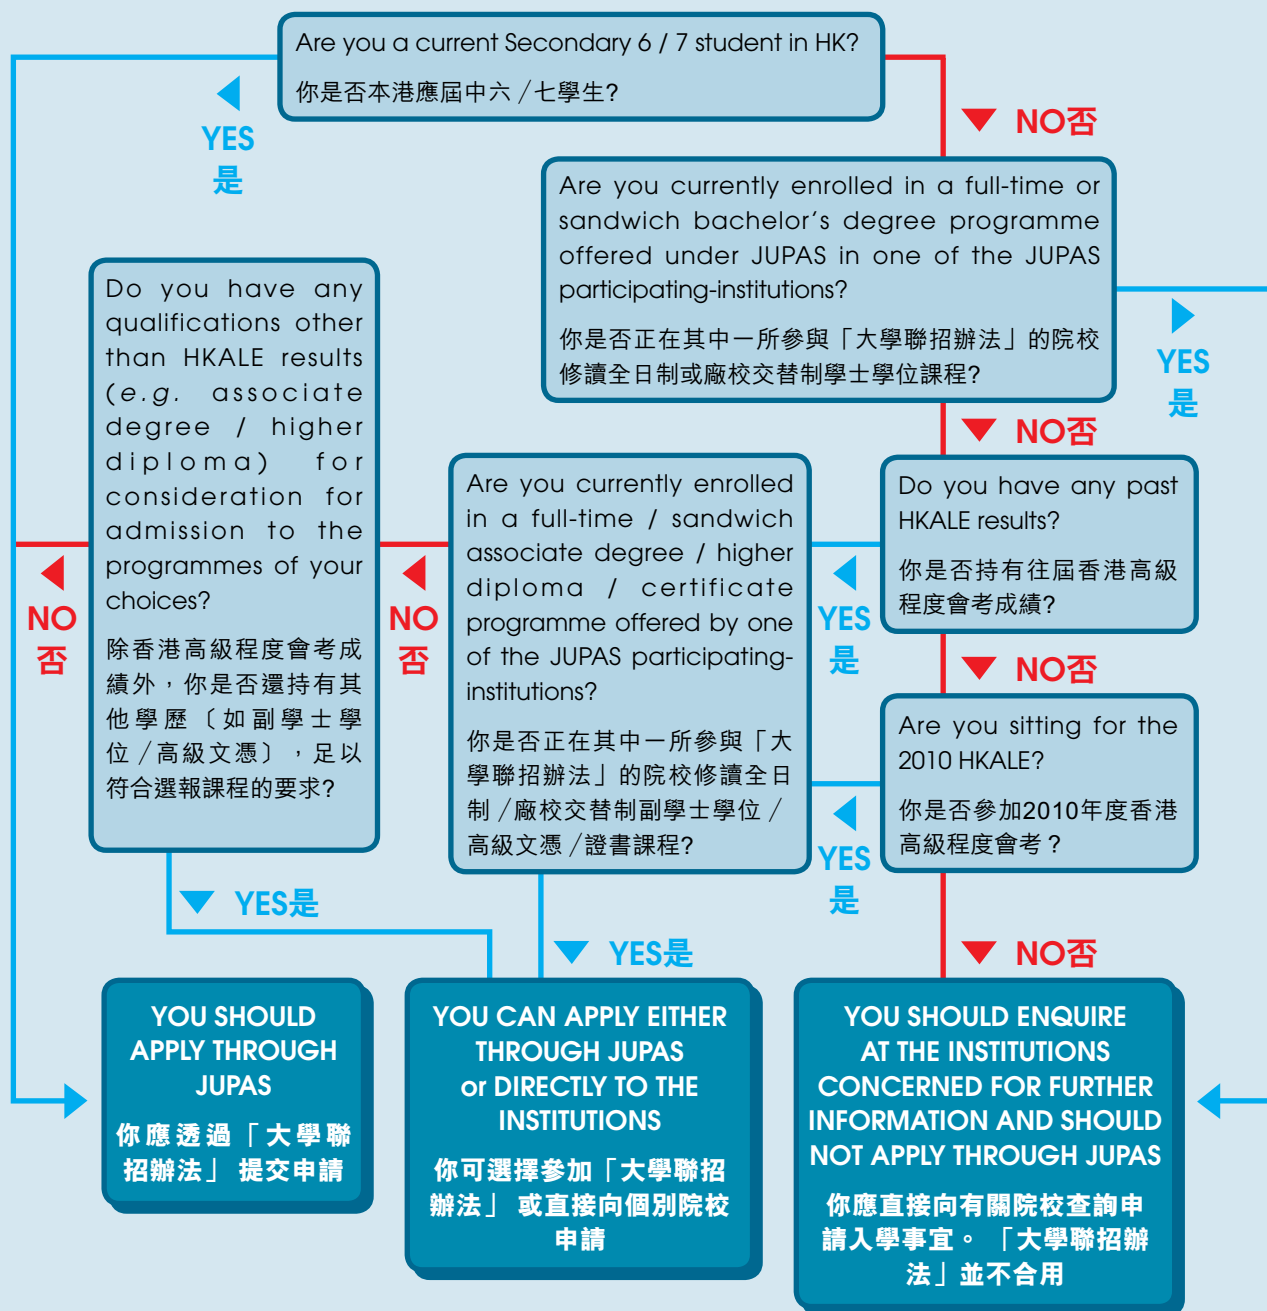 Are you a current Secondary 6 / 7 student in HK?
你是否本港應屆中六 /七學生?
YES
是
NO否
Are you currently enrolled in a full-time or
sandwich bachelor's degree programme
offered under JUPAS in one of the JUPAS
participating-institutions?
你是否正在其中一所參與「大學聯招辦法」的院校
修讀全日制或廠校交替制學士學位課程?
YES
是
NO否
Do you have any
qualifications other
than HKALE results
(e.g. associate
degree / higher
diploma) for
consideration for
admission to the
programmes of your
choices?
除香港高級程度會考成
績外，你是否還持有其
他學歷〔如副學士學
位 /高級文憑〕，足以
符合選報課程的要求?
NO
否
YES是
Are you currently enrolled
in a full-time / sandwich
associate degree / higher
diploma / certificate
programme offered by one
of the JUPAS participating-
institutions?
你是否正在其中一所參與「大
學聯招辦法」的院校修讀全日
制 /廠校交替制副學士學位 /
高級文憑 /證書課程?
NO
否
YES是
Do you have any past
HKALE results?
你是否持有往屆香港高級
程度會考成績?
YES
是
NO否
Are you sitting for the
2010 HKALE?
你是否參加2010年度香港
高級程度會考？
YES
是
NO否
YOU SHOULD
APPLY THROUGH
JUPAS
你應透過「大學聯
招辦法」 提交申請
YOU CAN APPLY EITHER
THROUGH JUPAS
or DIRECTLY TO THE
INSTITUTIONS
你可選擇參加「大學聯招
辦法」 或直接向個別院校
申請
YOU SHOULD ENQUIRE
AT THE INSTITUTIONS
CONCERNED FOR FURTHER
INFORMATION AND SHOULD
NOT APPLY THROUGH JUPAS
你應直接向有關院校查詢申
請入學事宜。 「大學聯招辦
法」並不合用